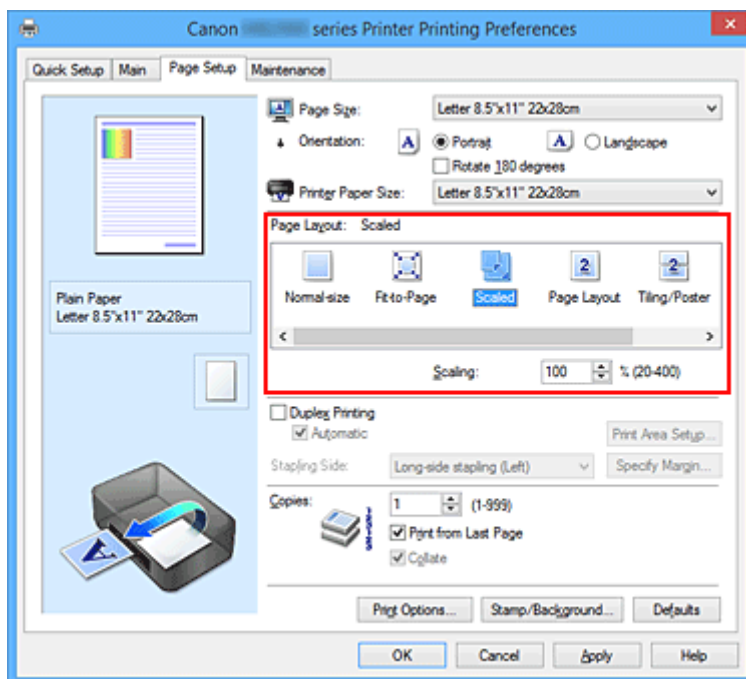 Canon series Printer Printing Preferences
Quick Setup Main Page Setup Maintenance
Page Size: Letter 8.5"x11" 22x28cm
Orientation: A Portrait A Landscape
Rotate 180 degrees
Printer Paper Size: Letter 8.5"x11" 22x28cm
Page Layout: Scaled
2 2
Normal-size Fit-to-Page Scaled Page Layout Tiling/Poster
Plain Paper
Letter 8.5"x11" 22x28cm
Scaling: 100 % (20-400)
Duplex Printing
Automatic
Print Area Setup...
Stapling Side: Long-side stapling (Left) Specify Margin...
Copies: 1 (1-999)
Print from Last Page
Collate
A
Print Options... Stamp/Background... Defaults
OK Cancel Apply Help